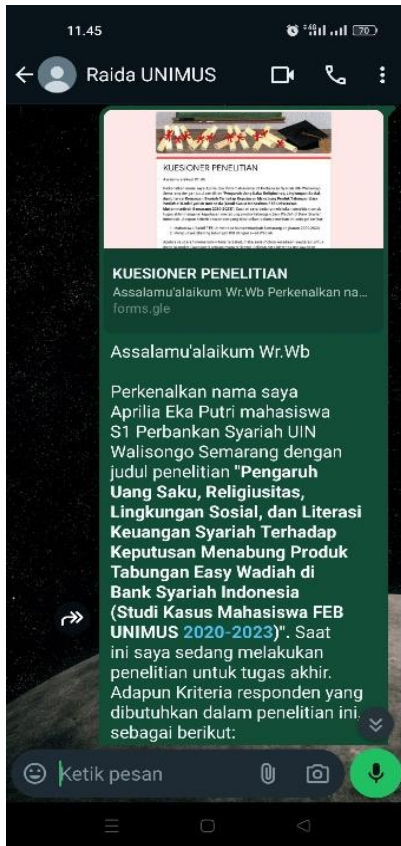 11.45
70
Raida UNIMUS
KUESIONER PENELITIAN
KUESIONER PENELITIAN
Assalamu'alaikum Wr.Wb Perkenalkan na...
forms.gle
Assalamu'alaikum Wr.Wb
Perkenalkan nama saya
Aprilia Eka Putri mahasiswa
S1 Perbankan Syariah UIN
Walisongo Semarang dengan
judul penelitian "Pengaruh
Uang Saku, Religiusitas,
Lingkungan Sosial, dan Literasi
Keuangan Syariah Terhadap
Keputusan Menabung Produk
Tabungan Easy Wadiah di
Bank Syariah Indonesia
(Studi Kasus Mahasiswa FEB
UNIMUS 2020-2023)". Saat
ini saya sedang melakukan
penelitian untuk tugas akhir.
Adapun Kriteria responden yang
dibutuhkan dalam penelitian ini,
sebagai berikut:
Ketik pesan